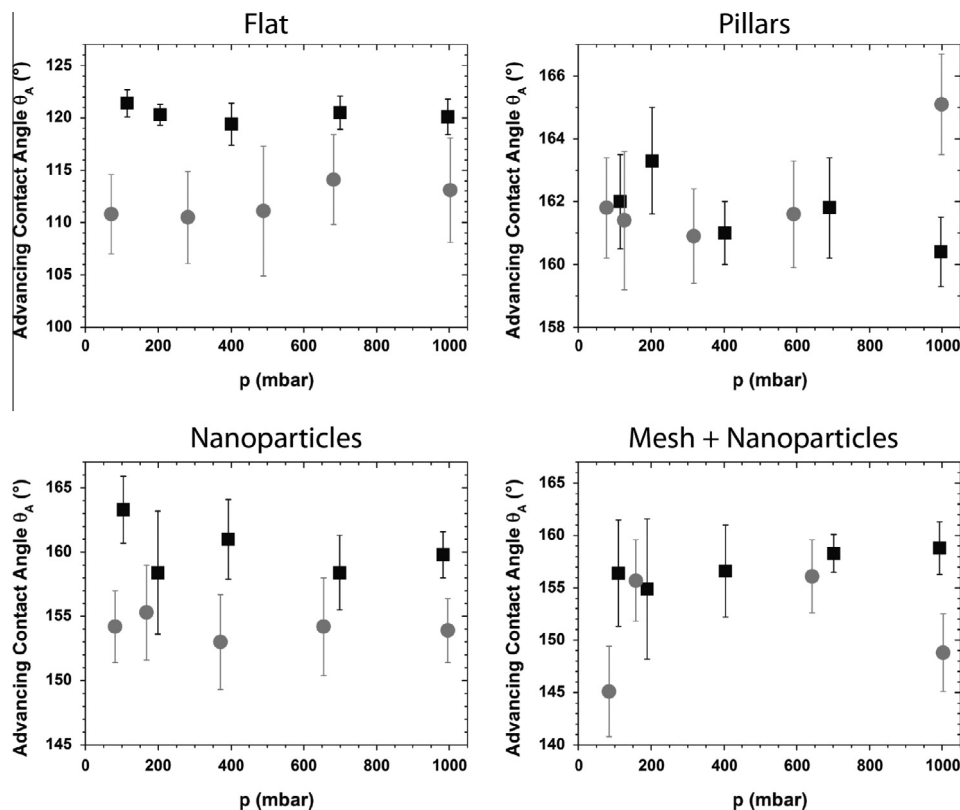 Flat
Advancing Contact Angle θA (°)
125
120
115
110
105
100
0 200 400 600 800 1000
p (mbar)
Pillars
Advancing Contact Angle θA (°)
166
164
162
160
158
0 200 400 600 800 1000
p (mbar)
Nanoparticles
Advancing Contact Angle θA (°)
165
160
155
150
145
0 200 400 600 800 1000
p (mbar)
Mesh + Nanoparticles
Advancing Contact Angle θA (°)
165
160
155
150
145
140
0 200 400 600 800 1000
p (mbar)